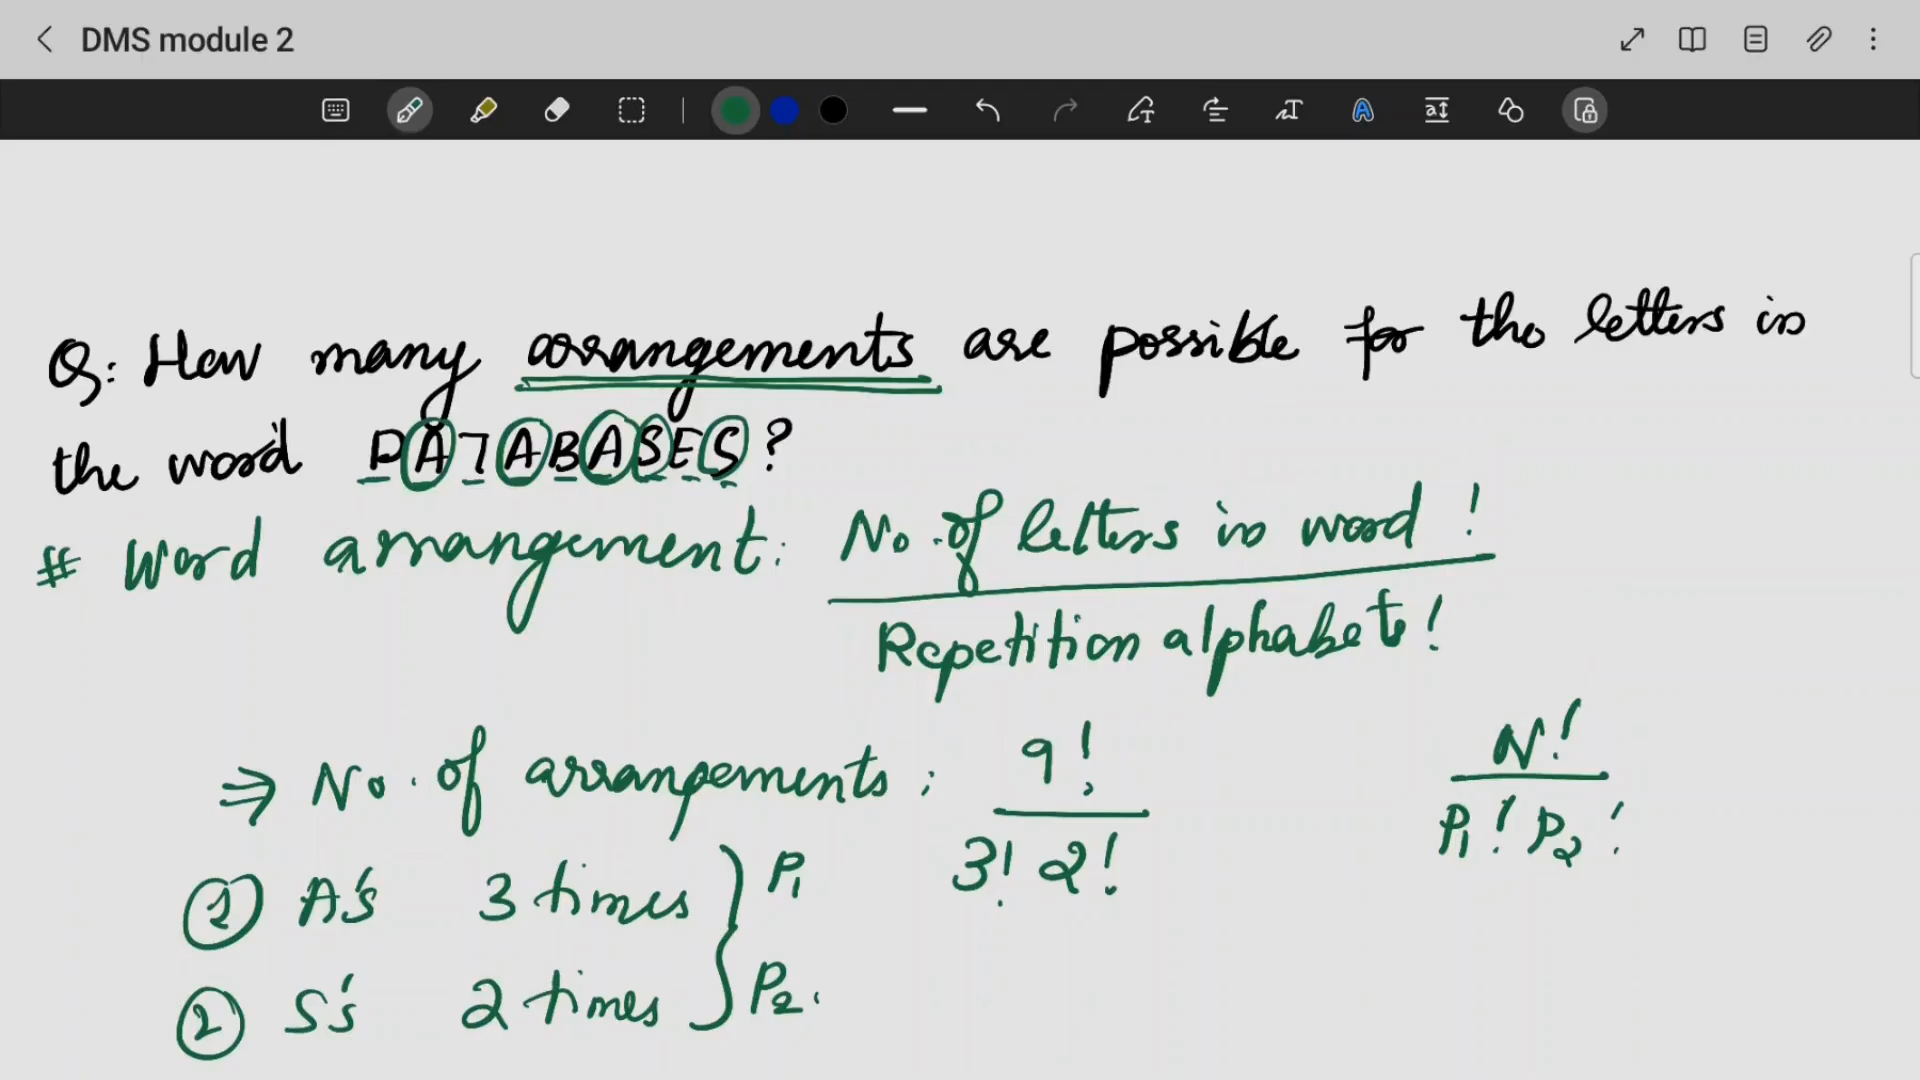 DMS module 2
Q: How many arrangements are possible for the letters in
the word DATABASES?
# Word arrangement: No. of letters in word !
Repetition alphabets!
⇒ No. of arrangements : 9!
3! 2!
N!
P₁! P₂!
① A's 3 times } P₁
② S's 2 times } P₂.